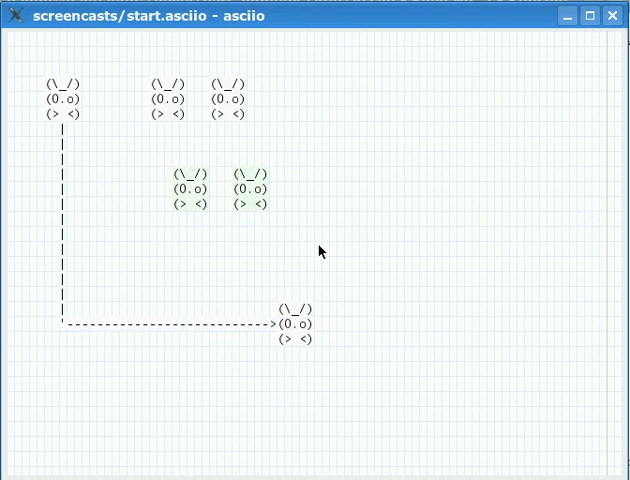 screencasts/start.asciio - asciio
(\_/) (\_/) (\_/)
(O.o) (O.o) (O.o)
(> <) (> <) (> <)
|
|
|
|
(\_/) (\_/)
(O.o) (O.o)
(> <) (> <)
|
|
|
|
|
|
|
(\_/)
'------------------------------>(O.o)
(> <)